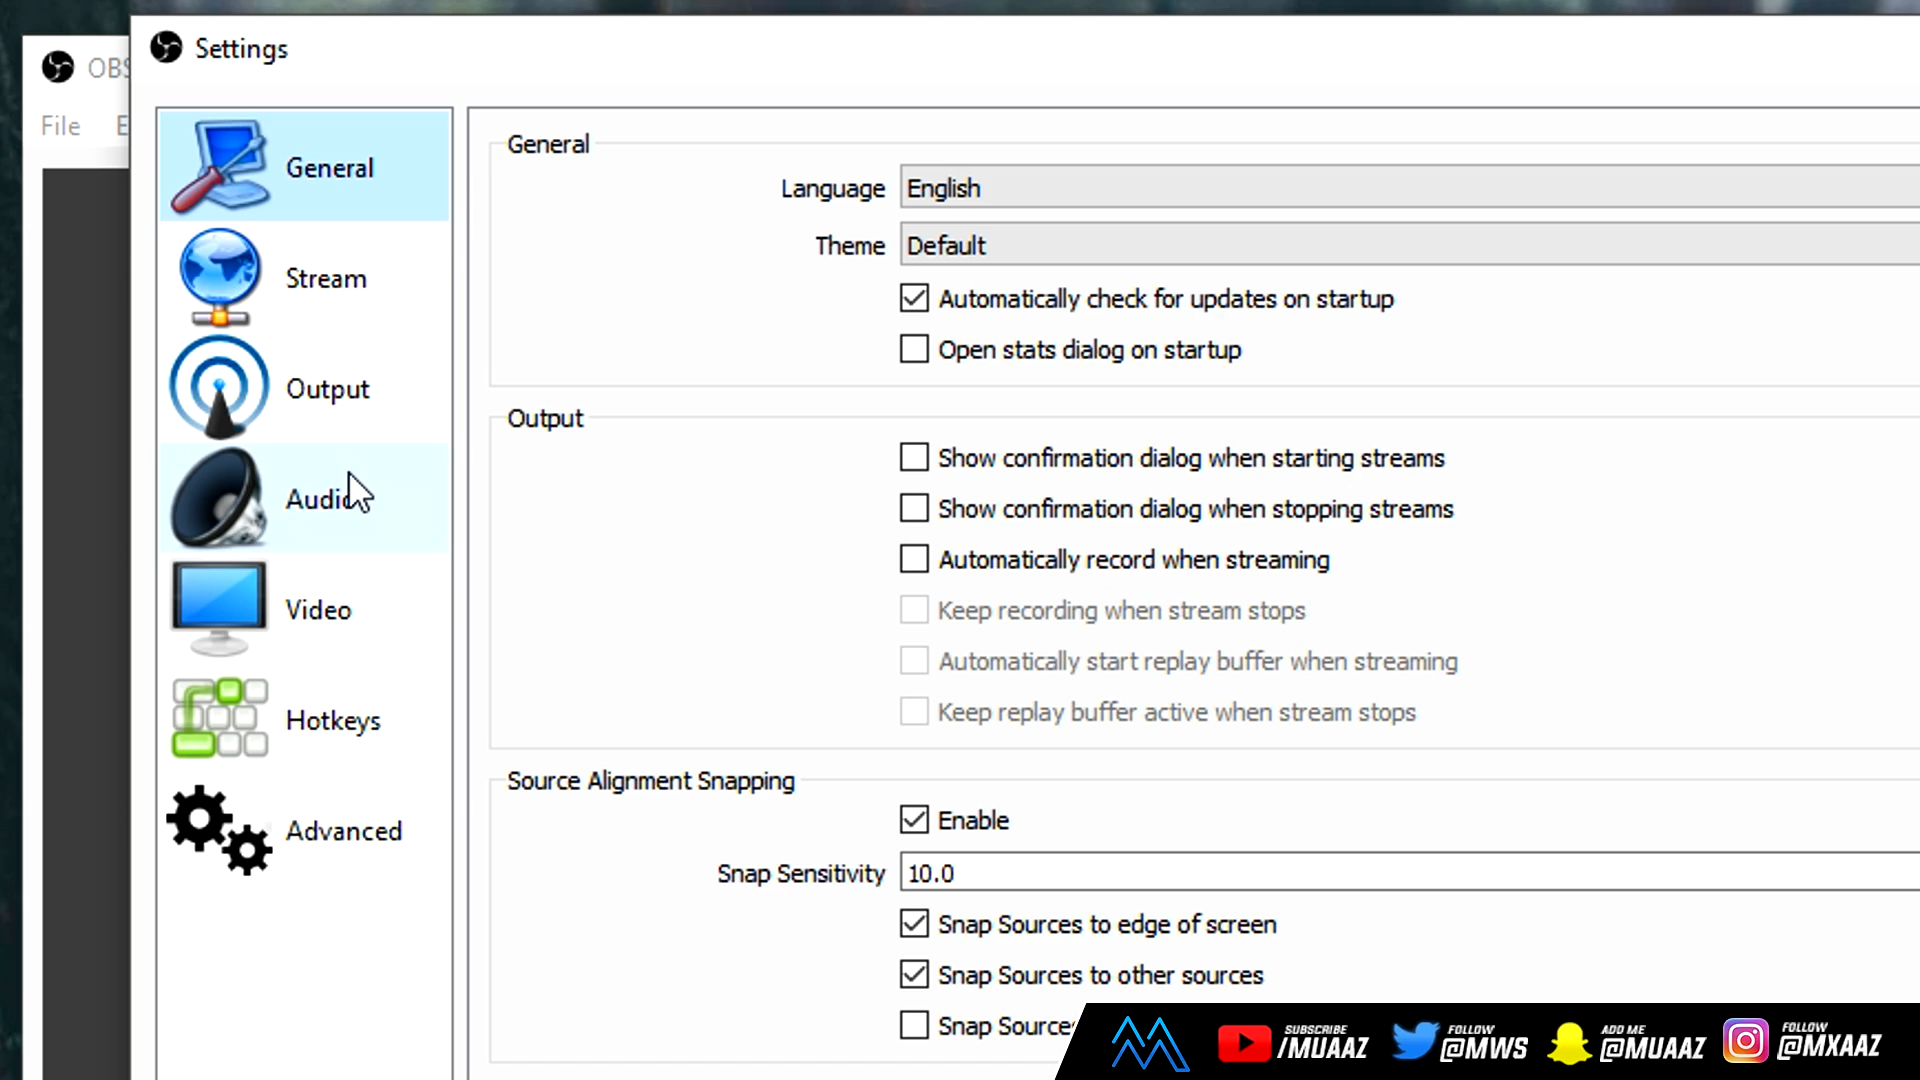 Settings
OBS
File
General
Stream
Output
Audio
Video
Hotkeys
Advanced
General
Language English
Theme Default
Automatically check for updates on startup
Open stats dialog on startup
Output
Show confirmation dialog when starting streams
Show confirmation dialog when stopping streams
Automatically record when streaming
Keep recording when stream stops
Automatically start replay buffer when streaming
Keep replay buffer active when stream stops
Source Alignment Snapping
Enable
Snap Sensitivity 10.0
Snap Sources to edge of screen
Snap Sources to other sources
Snap Sources
SUBSCRIBE
/MUAAZ
FOLLOW
@MWS
ADD ME
@MUAAZ
FOLLOW
@MXAAZ